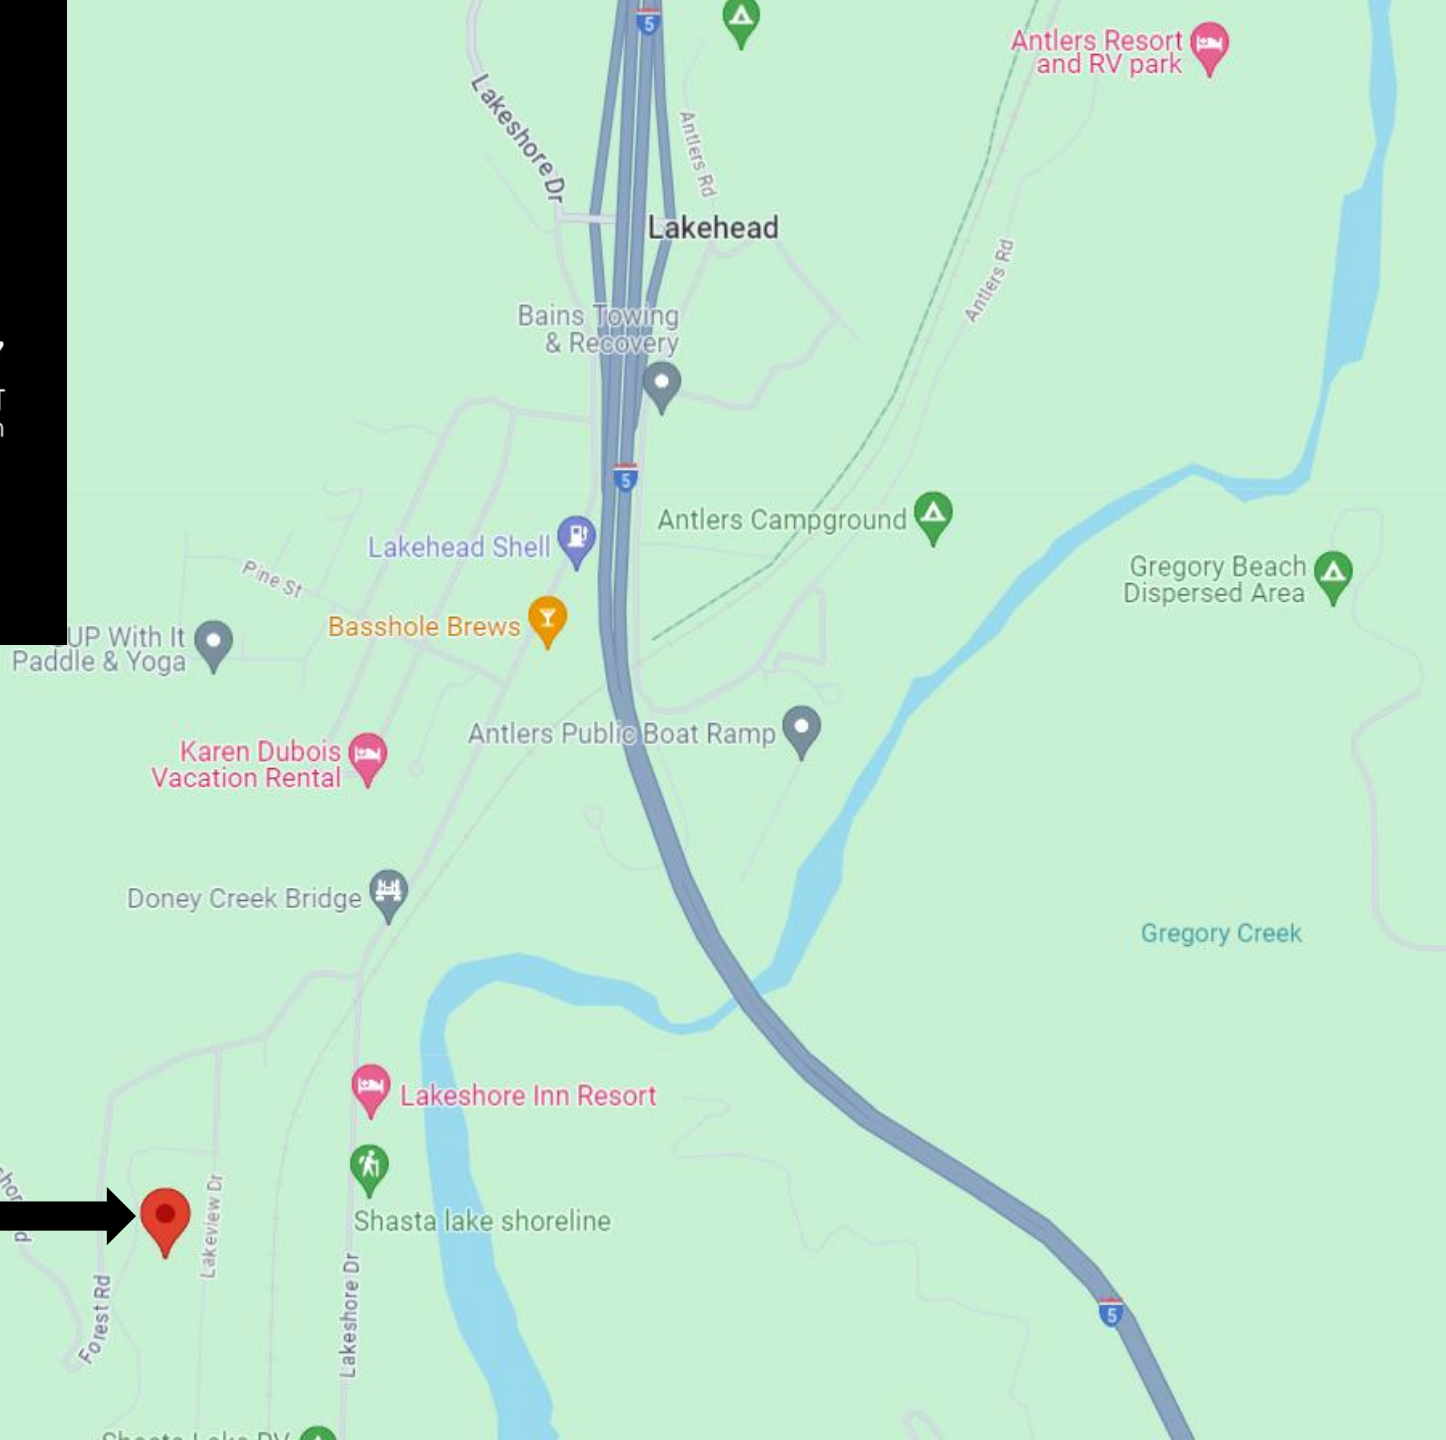 5
Antlers Resort
and RV park
Lakeshore Dr
Antlers Rd
Lakehead
Antlers Rd
Bains Towing
& Recovery
5
Antlers Campground
Lakehead Shell
Gregory Beach
Dispersed Area
Pine St
Basshole Brews
UP With It
Paddle & Yoga
Antlers Public Boat Ramp
Karen Dubois
Vacation Rental
Doney Creek Bridge
Gregory Creek
Lakeshore Inn Resort
Shasta lake shoreline
Lakeview Dr
Forest Rd
Lakeshore Dr
5
Shasta Lake RV